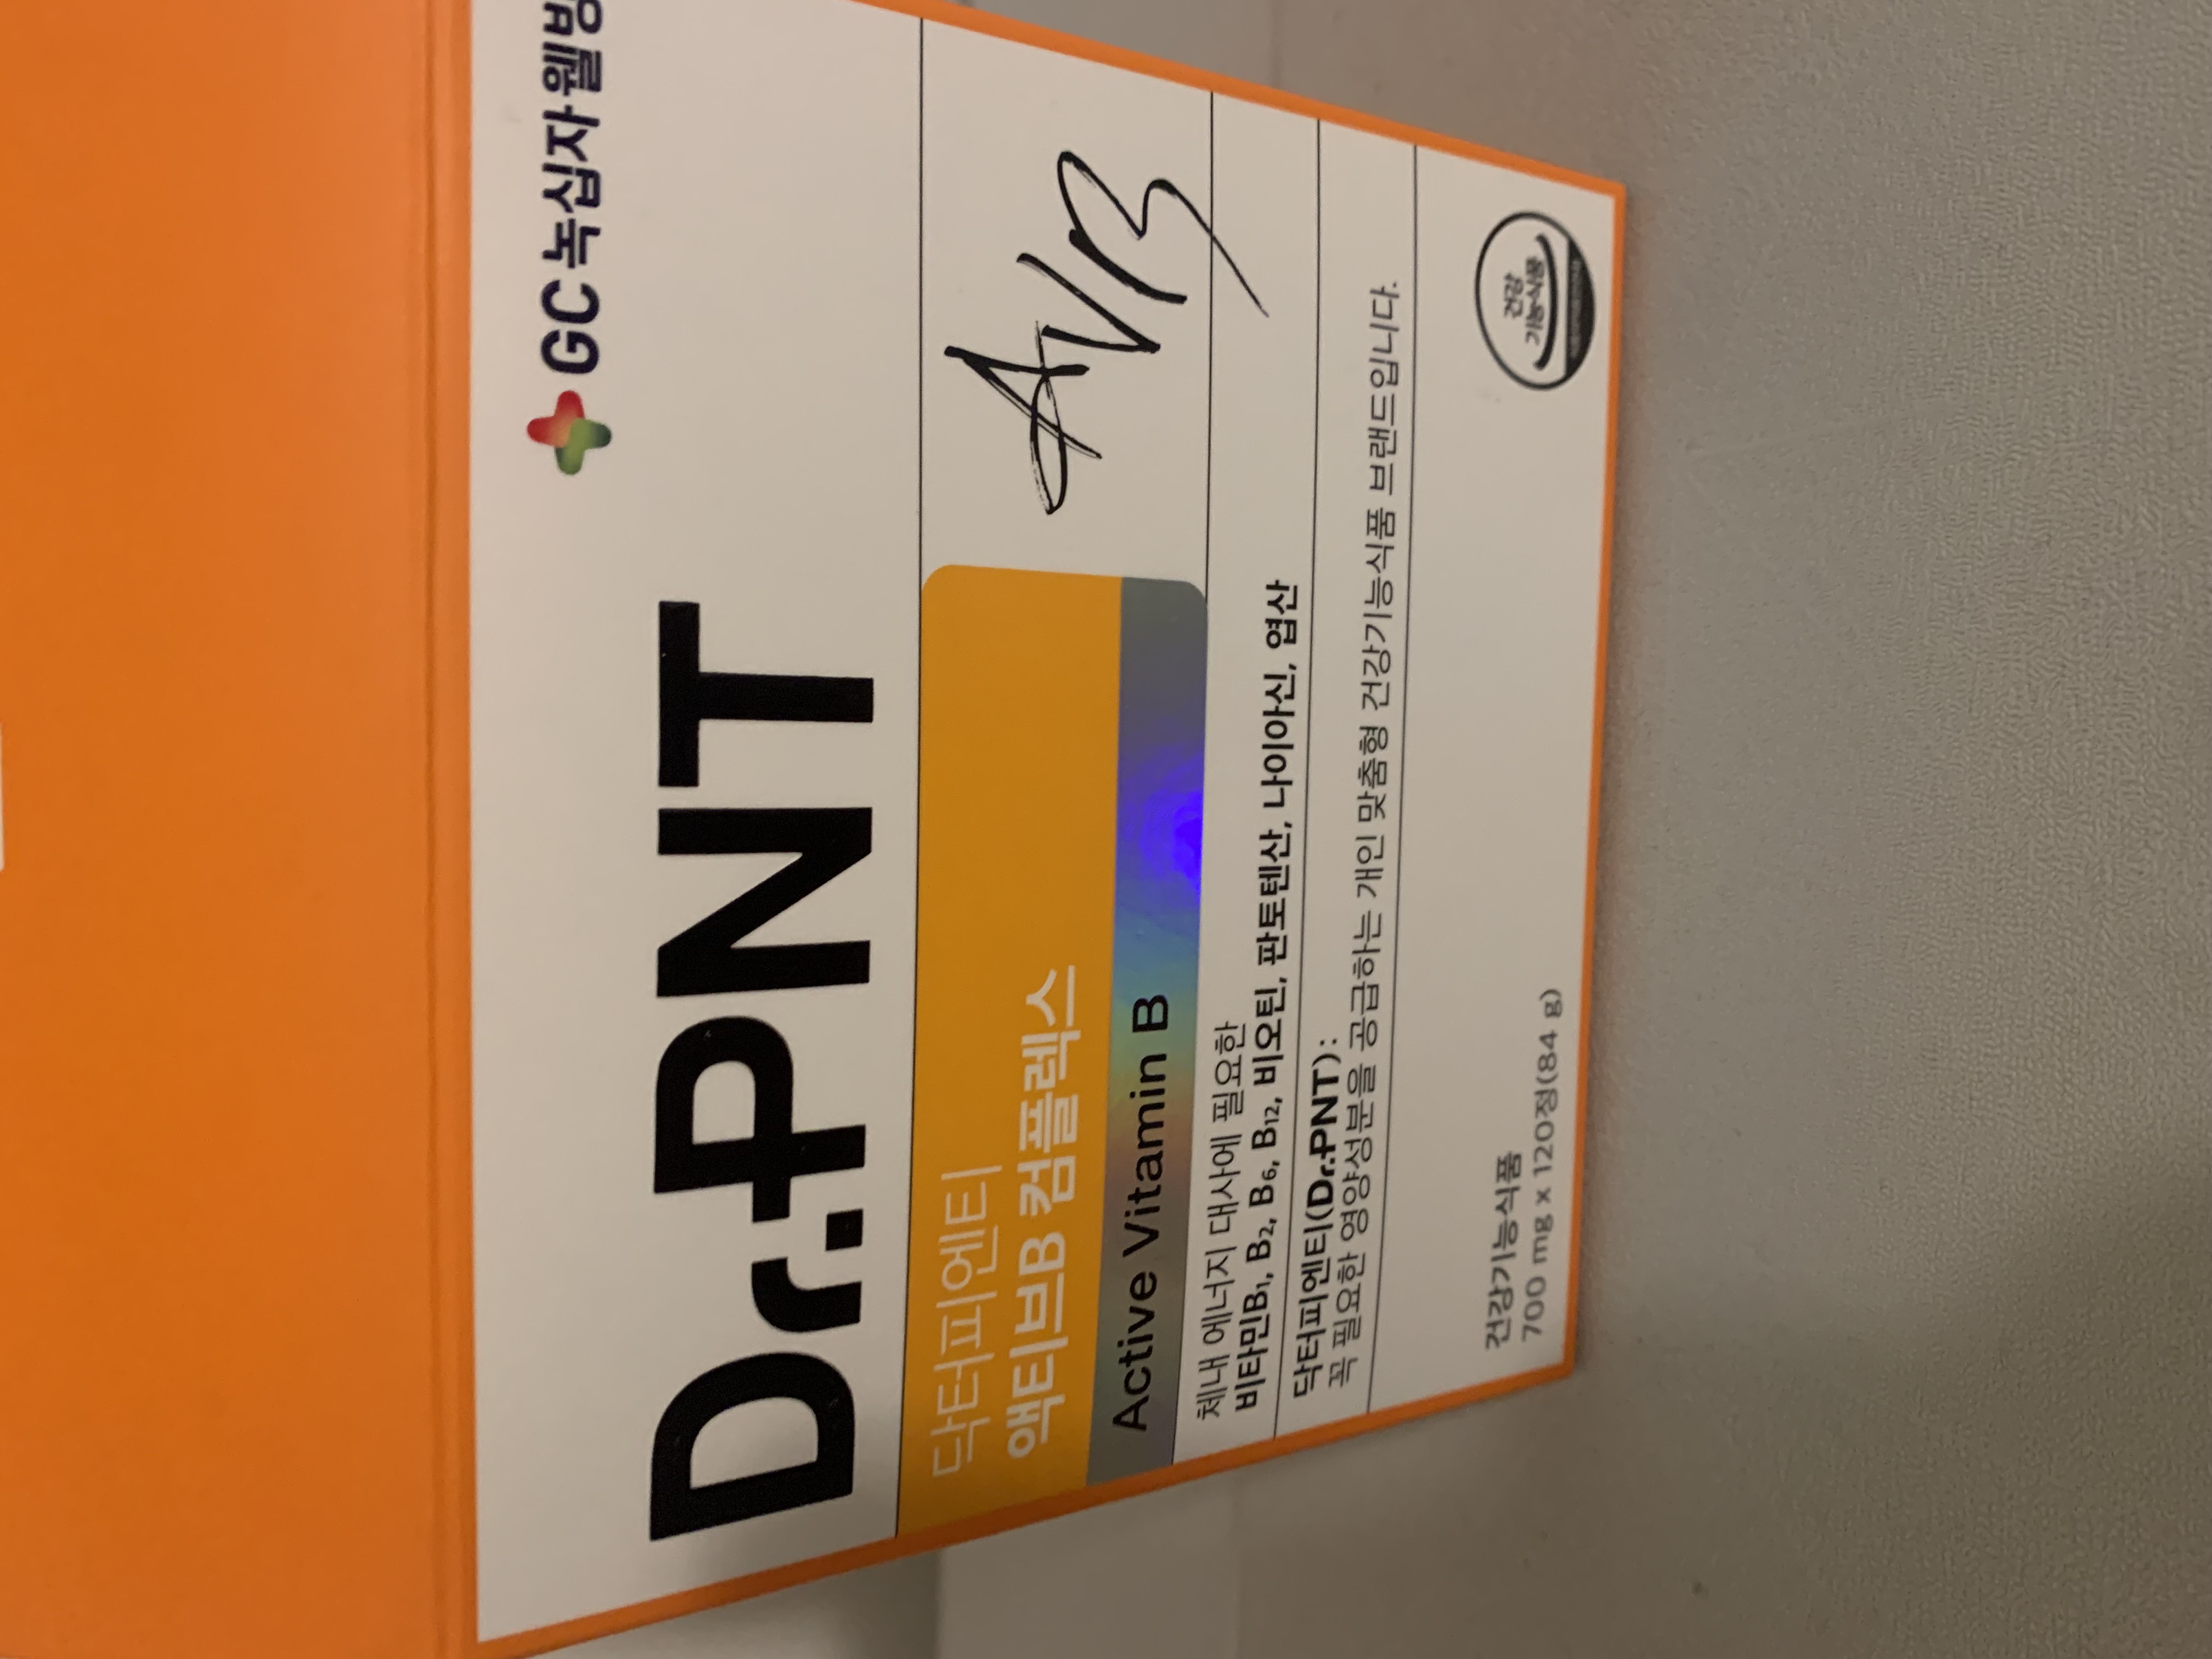 GC 녹십자웰빙
Dr.PNT
닥터피엔티
액티브B 컴플렉스
Active Vitamin B
AVB
체내 에너지 대사에 필요한
비타민B₁, B₂, B₆, B₁₂, 비오틴, 판토텐산, 나이아신, 엽산
닥터피엔티(Dr.PNT):
꼭 필요한 영양성분을 공급하는 개인 맞춤형 건강기능식품 브랜드입니다.
건강기능식품
700 mg x 120정(84 g)
건강
기능식품